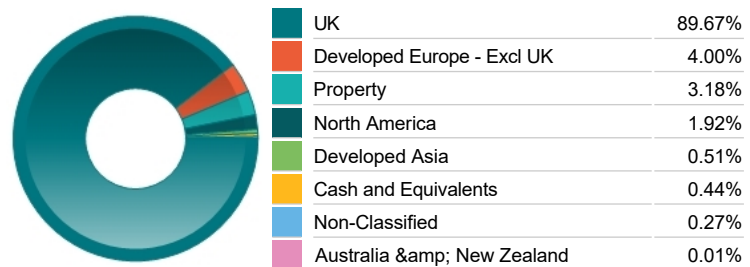 UK 89.67%
Developed Europe - Excl UK 4.00%
Property 3.18%
North America 1.92%
Developed Asia 0.51%
Cash and Equivalents 0.44%
Non-Classified 0.27%
Australia &amp; New Zealand 0.01%